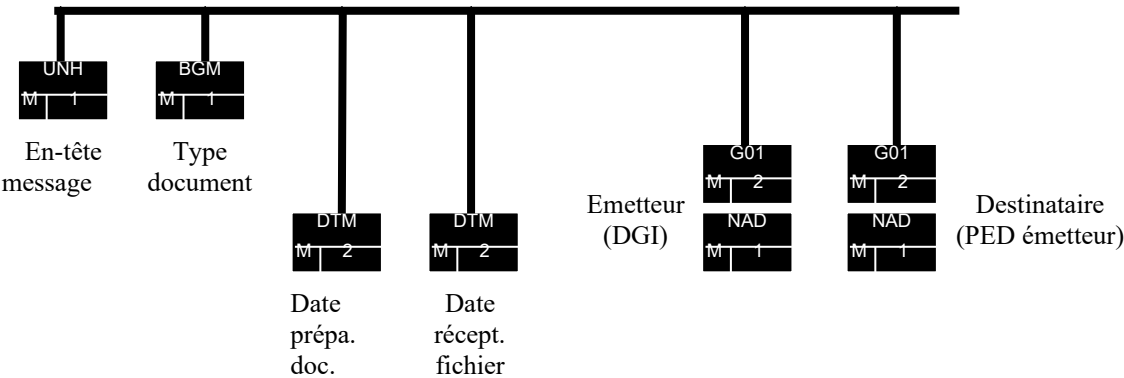 UNH
M 1
En-tête
message
BGM
M 1
Type
document
DTM
M 2
Date
prépa.
doc.
DTM
M 2
Date
récept.
fichier
Emetteur
(DGI)
G01
M 2
NAD
M 1
G01
M 2
NAD
M 1
Destinataire
(PED émetteur)